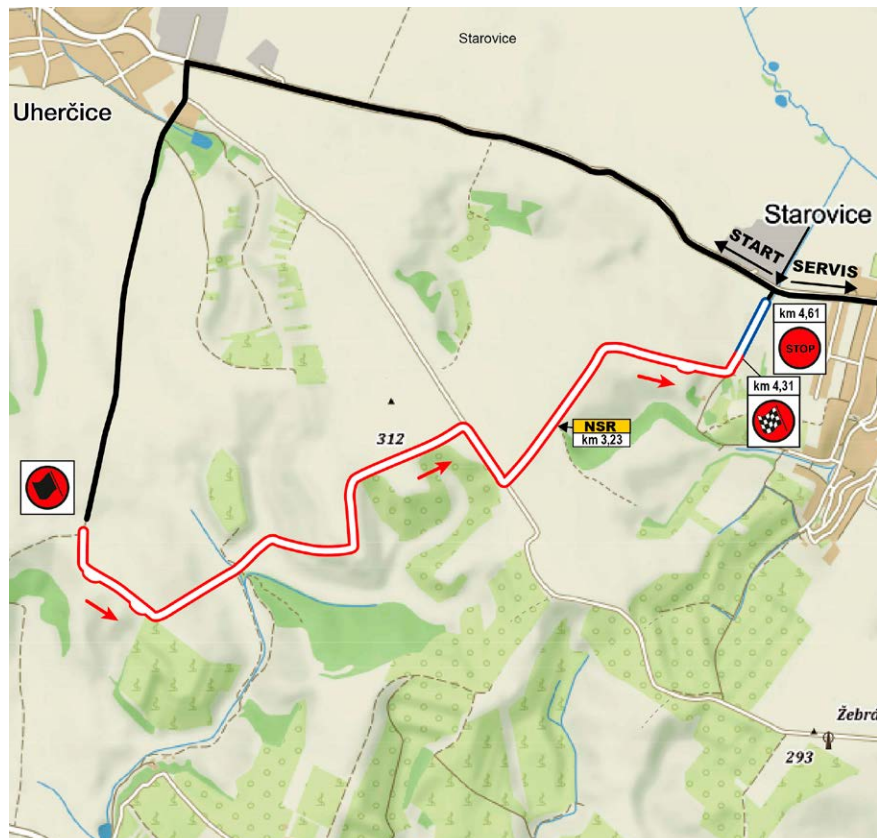 Starovice
Uherčice
Starovice
START
SERVIS
km 4,61
STOP
km 4,31
312
NSR
km 3,23
Žebrá
293